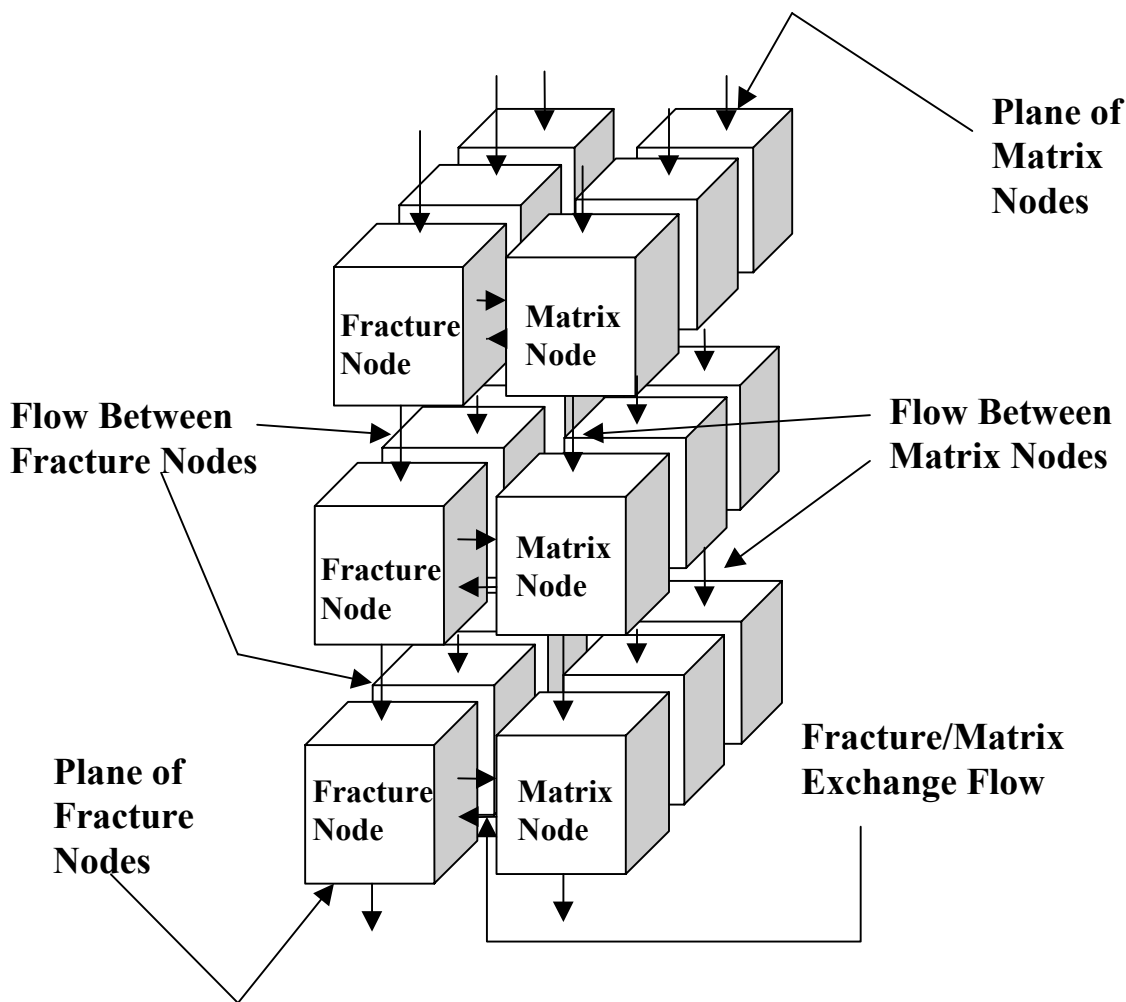 Plane of
Matrix
Nodes
Fracture
Node
Matrix
Node
Flow Between
Fracture Nodes
Flow Between
Matrix Nodes
Fracture
Node
Matrix
Node
Fracture/Matrix
Exchange Flow
Plane of
Fracture
Nodes
Fracture
Node
Matrix
Node